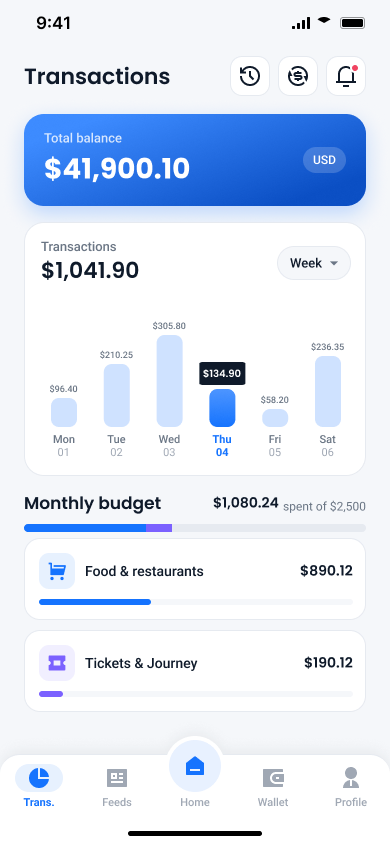 9:41
Transactions
Total balance
$41,900.10
USD
Transactions
$1,041.90
Week
$96.40
$210.25
$305.80
$134.90
$58.20
$236.35
Mon
Tue
Wed
Thu
Fri
Sat
01
02
03
04
05
06
Monthly budget
$1,080.24 spent of $2,500
Food & restaurants
$890.12
Tickets & Journey
$190.12
Trans.
Feeds
Home
Wallet
Profile